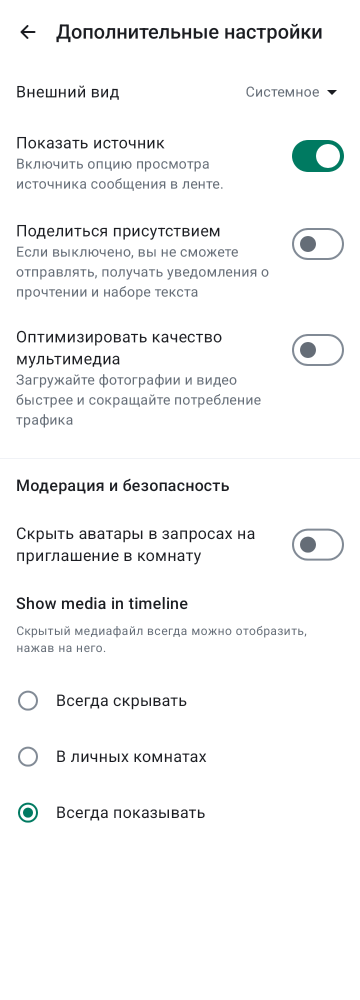 Дополнительные настройки
Внешний вид
Системное
Показать источник
Включить опцию просмотра
источника сообщения в ленте.
Поделиться присутствием
Если выключено, вы не сможете
отправлять, получать уведомления о
прочтении и наборе текста
Оптимизировать качество
мультимедиа
Загружайте фотографии и видео
быстрее и сокращайте потребление
трафика
Модерация и безопасность
Скрыть аватары в запросах на
приглашение в комнату
Show media in timeline
Скрытый медиафайл всегда можно отобразить,
нажав на него.
Всегда скрывать
В личных комнатах
Всегда показывать